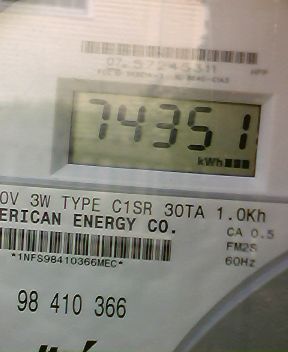 74351
kWh
0V 3W TYPE C1SR 30TA 1.0Kh
ERICAN ENERGY CO.
CA 0.5
FM2S
60Hz
*1NFS98410366MEC*
98 410 366